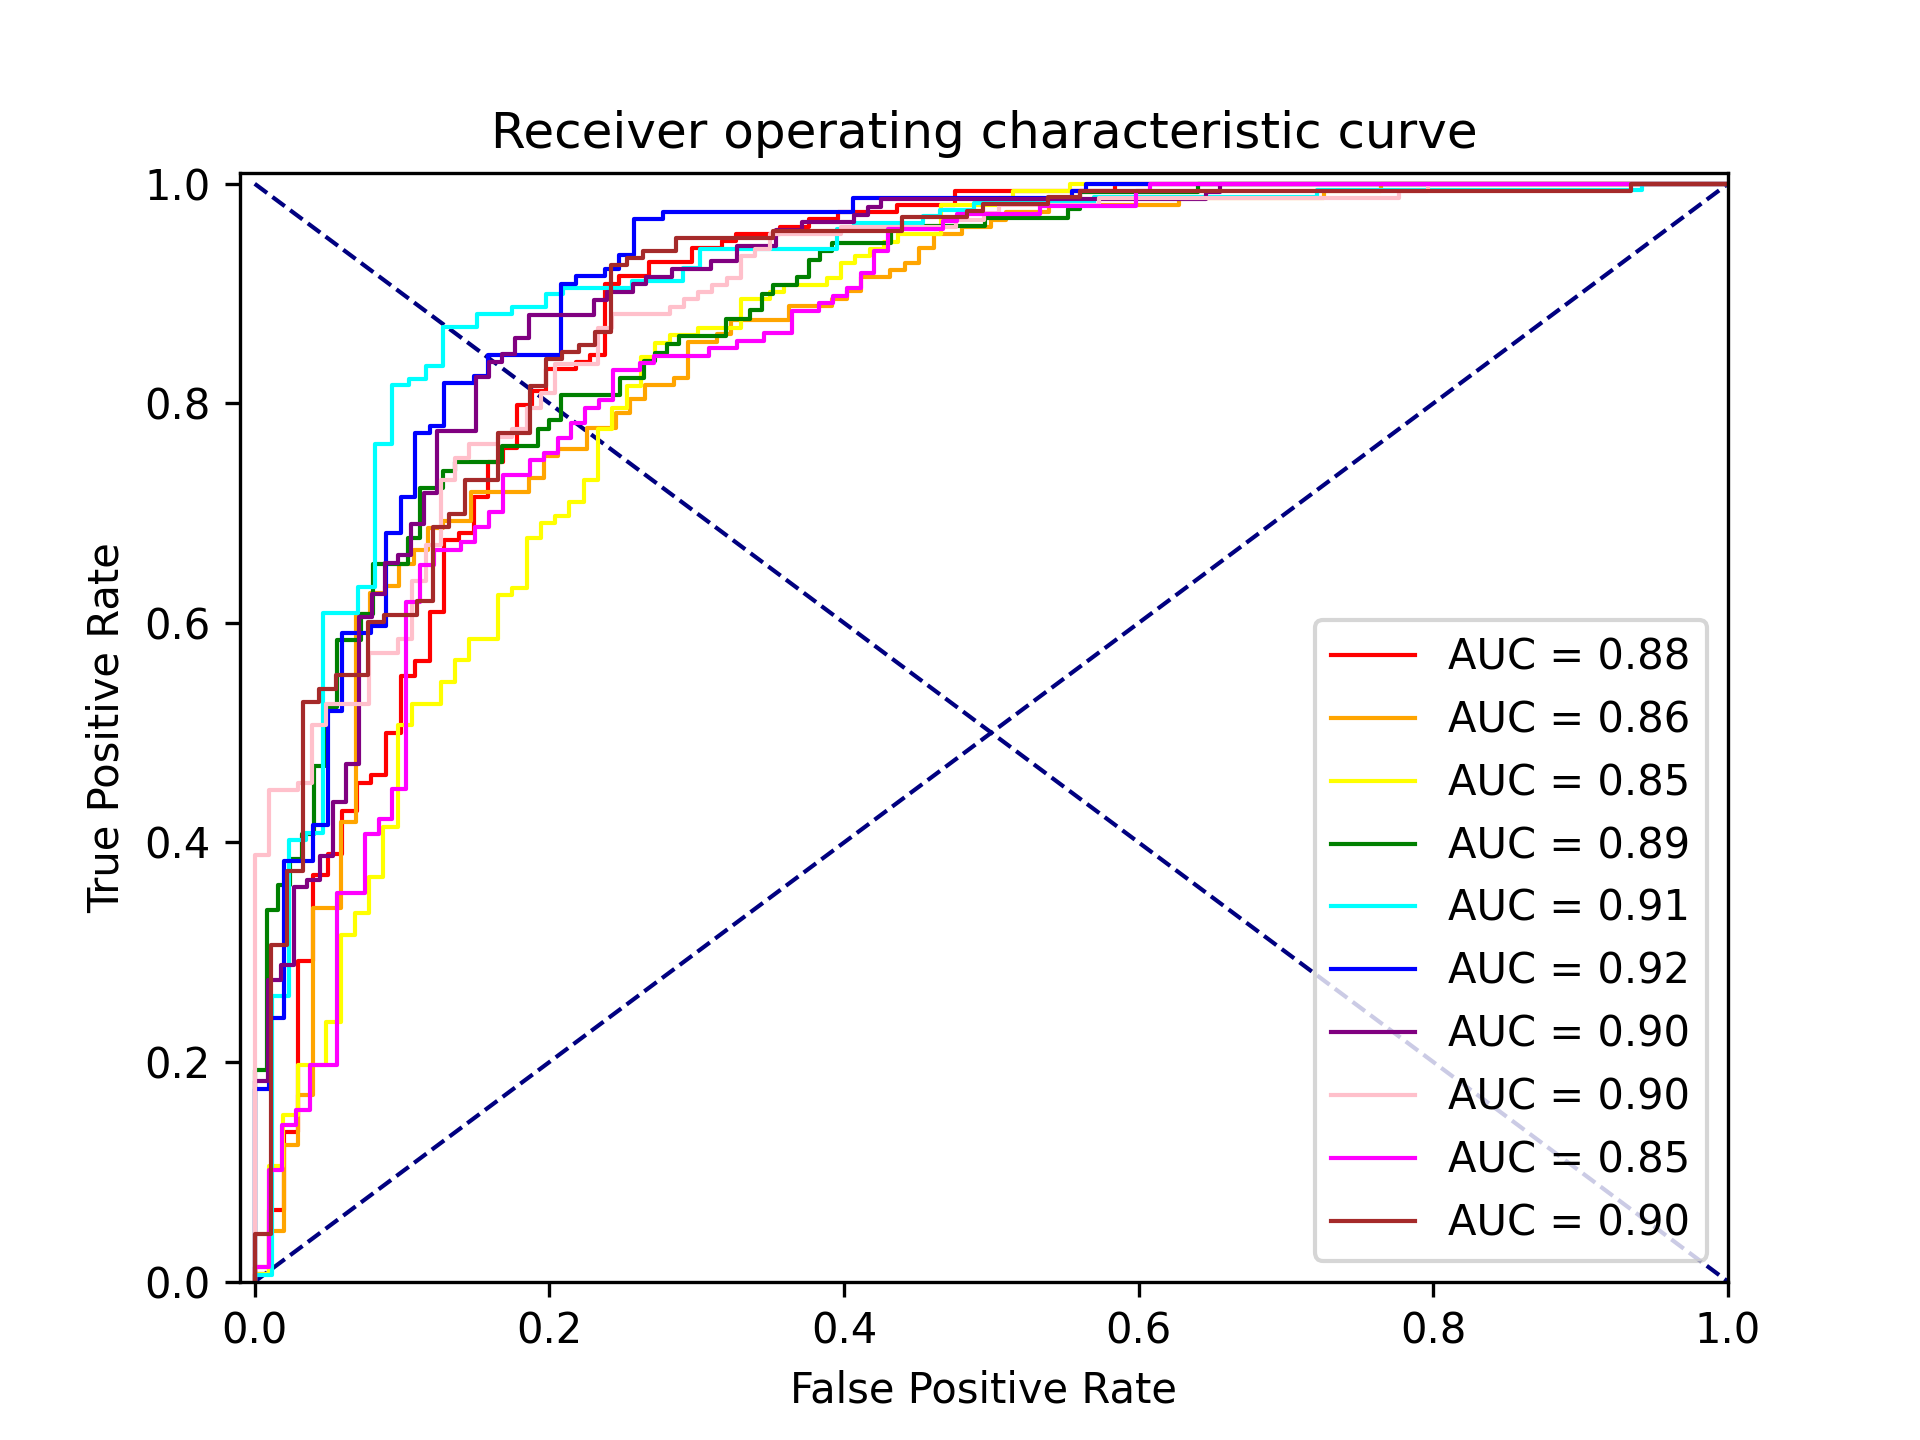 Receiver operating characteristic curve
True Positive Rate
1.0
0.8
0.6
0.4
0.2
0.0
AUC = 0.88
AUC = 0.86
AUC = 0.85
AUC = 0.89
AUC = 0.91
AUC = 0.92
AUC = 0.90
AUC = 0.90
AUC = 0.85
AUC = 0.90
0.0 0.2 0.4 0.6 0.8 1.0
False Positive Rate